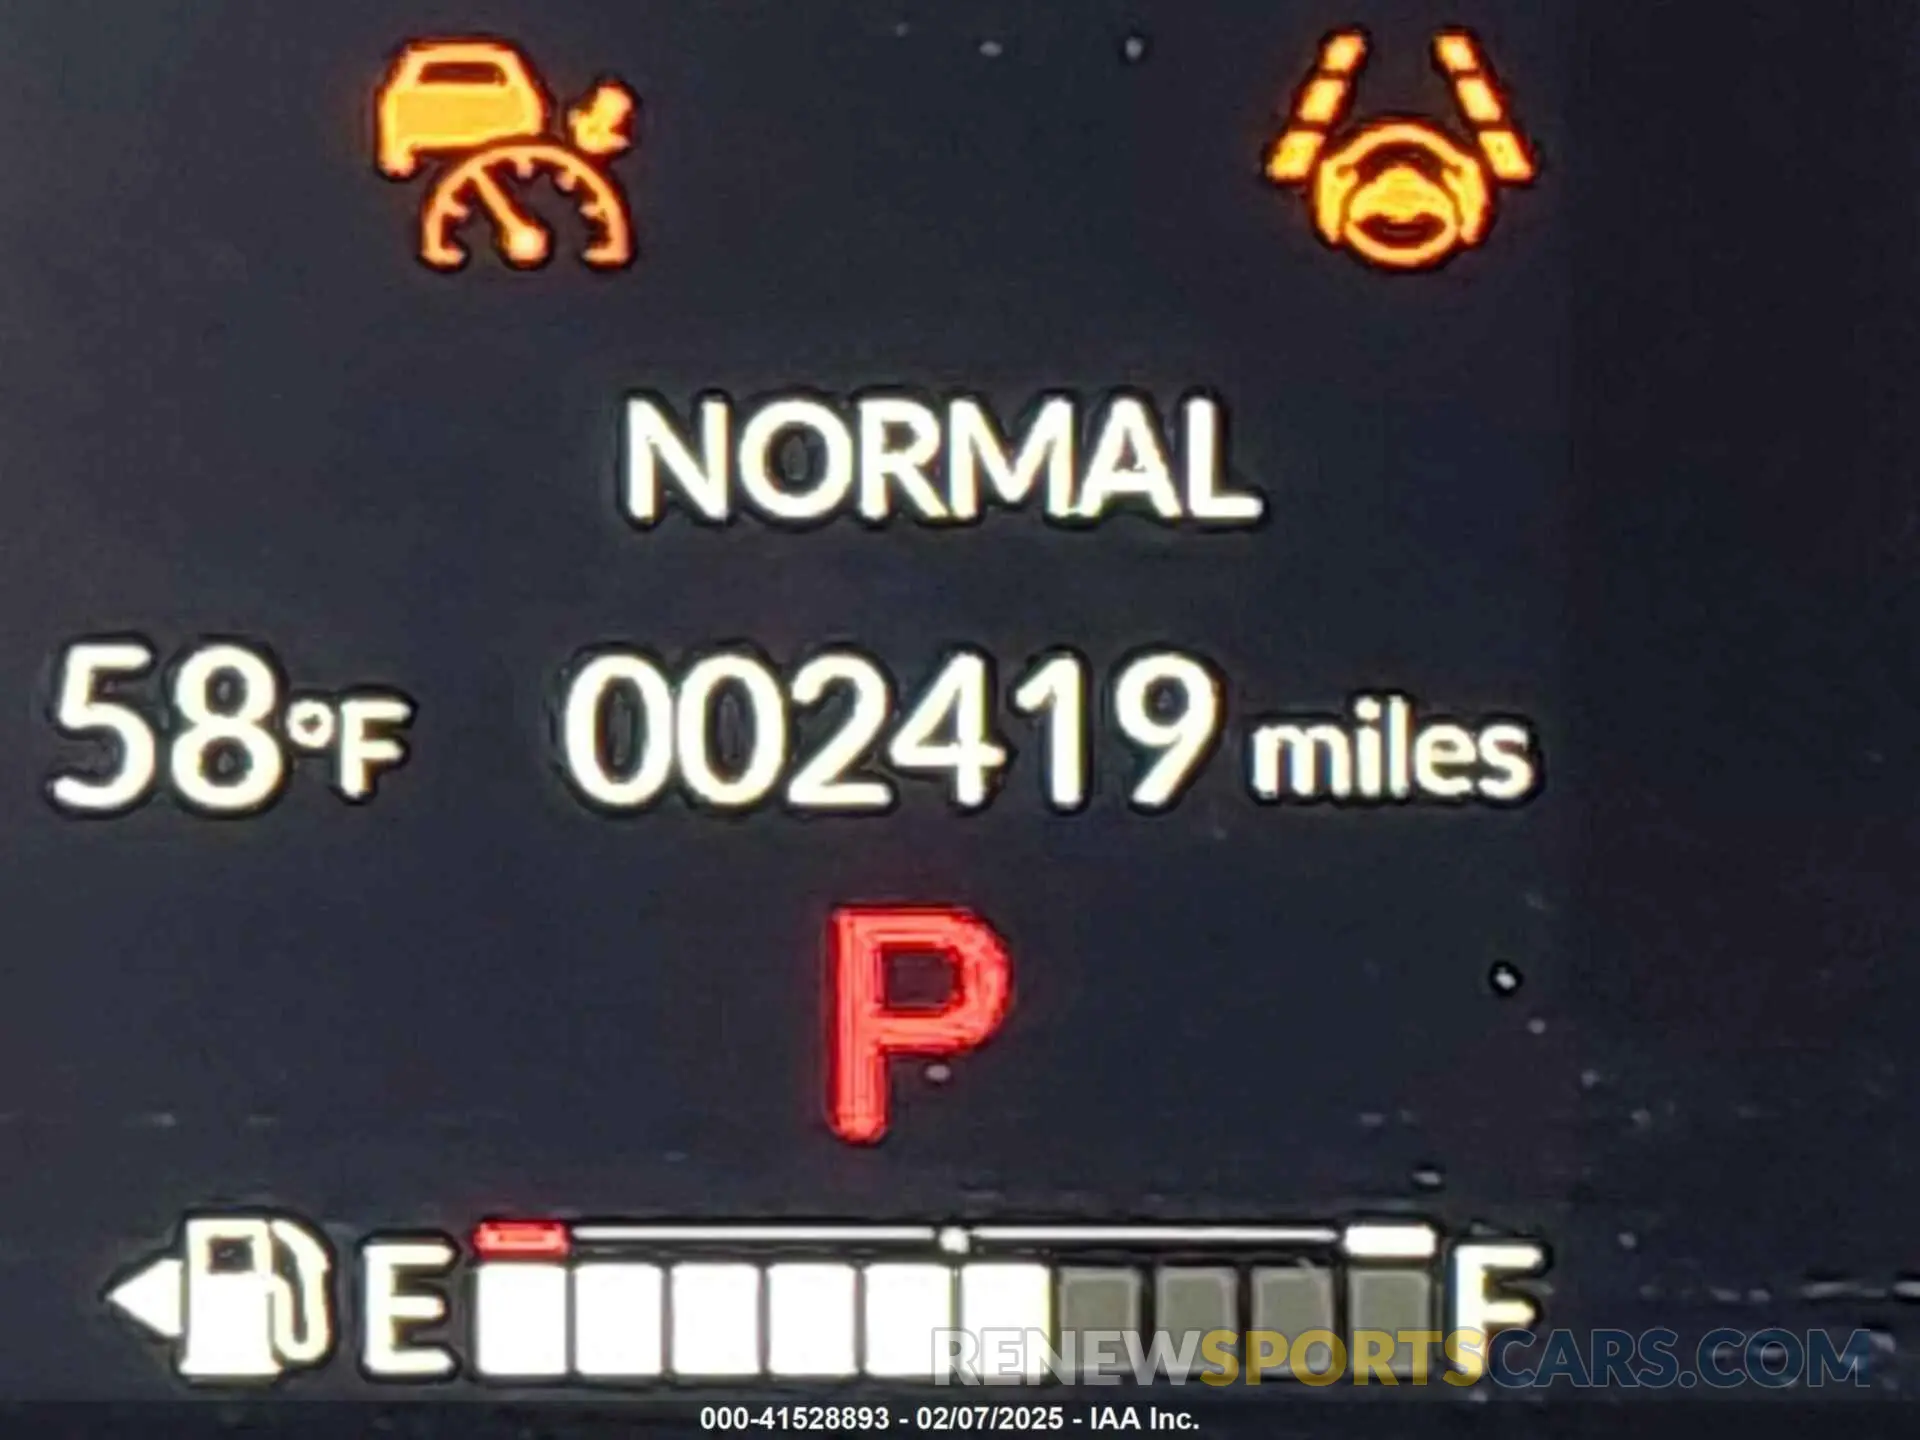 NORMAL
58°F 002419 miles
P
E F
RENEWSPORTSCARS.COM
000-41528893 - 02/07/2025 - IAA Inc.